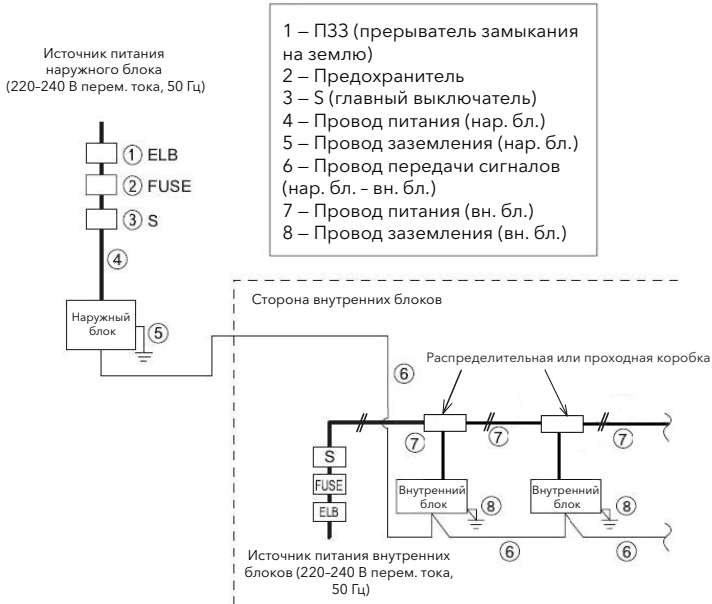 Источник питания
наружного блока
(220–240 В перем. тока, 50 Гц)
1 — ПЗЗ (прерыватель замыкания
на землю)
2 — Предохранитель
3 — S (главный выключатель)
4 — Провод питания (нар. бл.)
5 — Провод заземления (нар. бл.)
6 — Провод передачи сигналов
(нар. бл. – вн. бл.)
7 — Провод питания (вн. бл.)
8 — Провод заземления (вн. бл.)
① ELB
② FUSE
③ S
④
Наружный
блок
⑤
Сторона внутренних блоков
Распределительная или проходная коробка
⑥
⑦
⑦
⑦
S
FUSE
ELB
Внутренний
блок
⑧
Внутренний
блок
⑧
⑥
⑥
Источник питания внутренних
блоков (220–240 В перем. тока,
50 Гц)